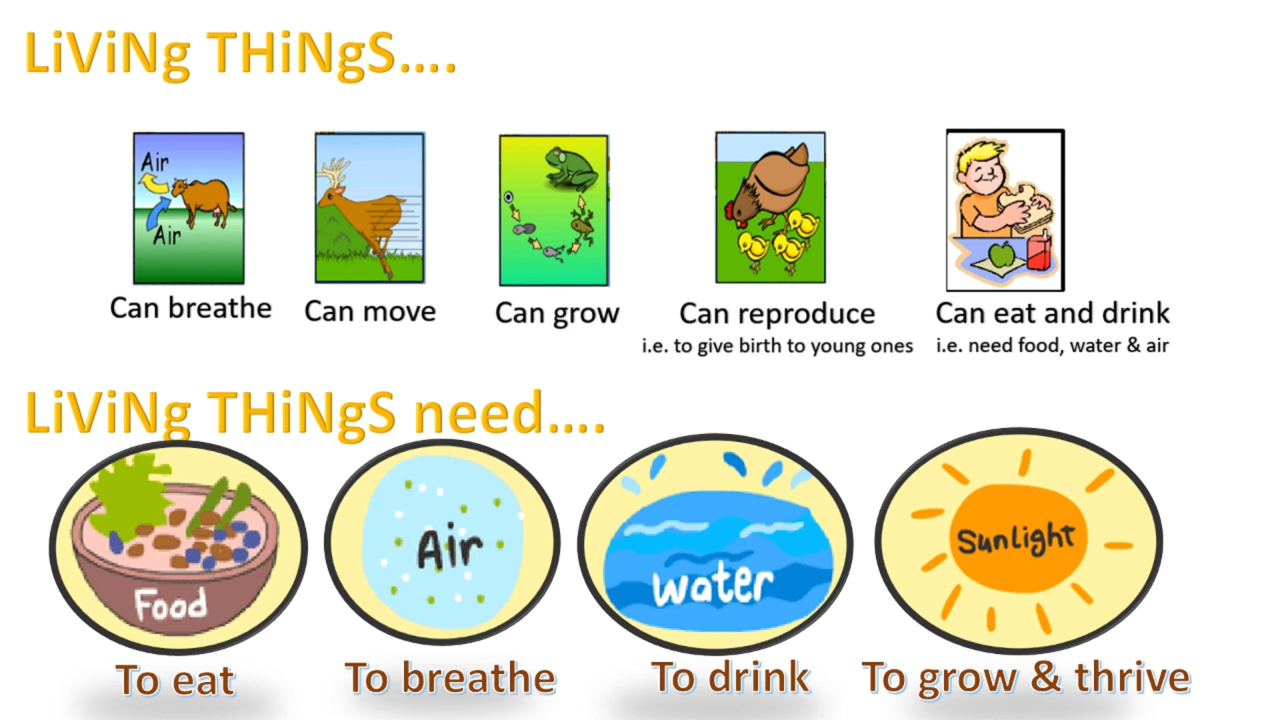 LiViNg THiNgS....
Air
Air
Can breathe
Can move
Can grow
Can reproduce
i.e. to give birth to young ones
Can eat and drink
i.e. need food, water & air
LiViNg THiNgS need....
Food
Air
water
Sunlight
To eat
To breathe
To drink
To grow & thrive